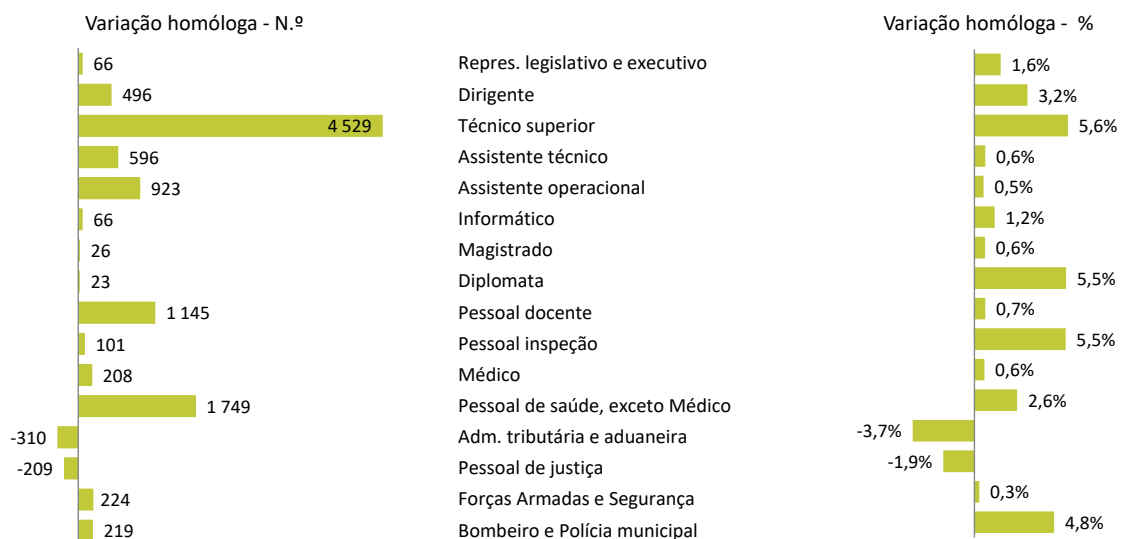 Variação homóloga - N.º Variação homóloga - %
66 Repres. legislativo e executivo 1,6%
496 Dirigente 3,2%
4 529 Técnico superior 5,6%
596 Assistente técnico 0,6%
923 Assistente operacional 0,5%
66 Informático 1,2%
26 Magistrado 0,6%
23 Diplomata 5,5%
1 145 Pessoal docente 0,7%
101 Pessoal inspeção 5,5%
208 Médico 0,6%
1 749 Pessoal de saúde, exceto Médico 2,6%
-310 Adm. tributária e aduaneira -3,7%
-209 Pessoal de justiça -1,9%
224 Forças Armadas e Segurança 0,3%
219 Bombeiro e Polícia municipal 4,8%